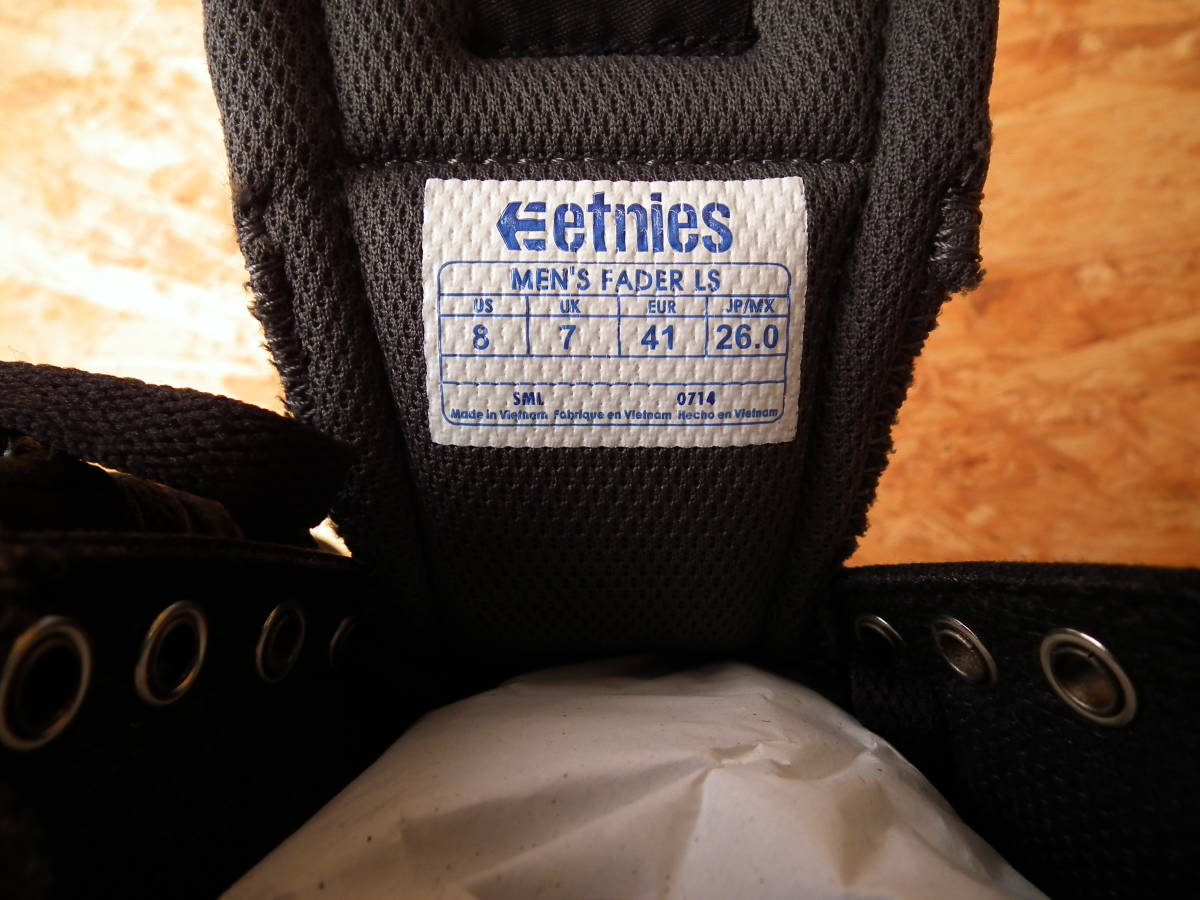 etnies
MEN'S FADER LS
US UK EUR JP/MX
8 7 41 26.0
SML 0714
Made in Vietnam Fabrique en Vietnam Hecho en Vietnam